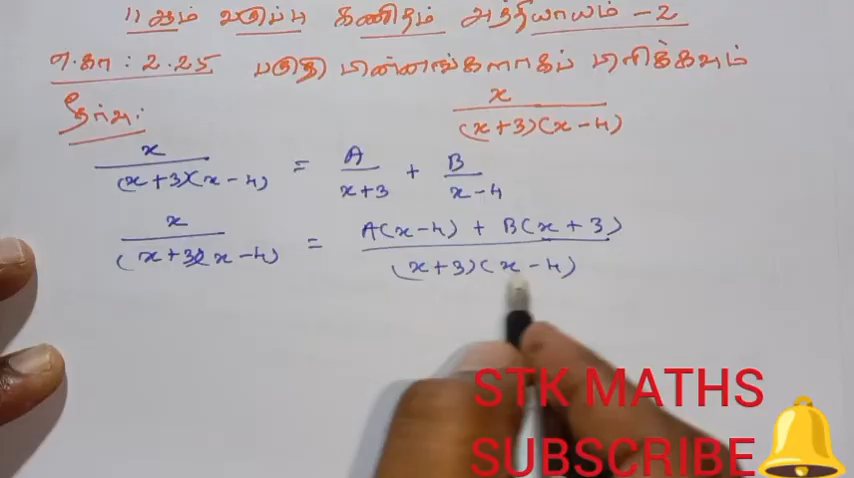 11 ஆம் வகுப்பு கணிதம் அத்தியாயம் - 2
எ.கா : 2.25 பகுதி பின்னங்களாகப் பிரிக்கவும்
தீர்வு: x / (x+3)(x-4)
x / (x+3)(x-4) = A / x+3 + B / x-4
x / (x+3)(x-4) = A(x-4) + B(x+3) / (x+3)(x-4)
STK MATHS
SUBSCRIBE